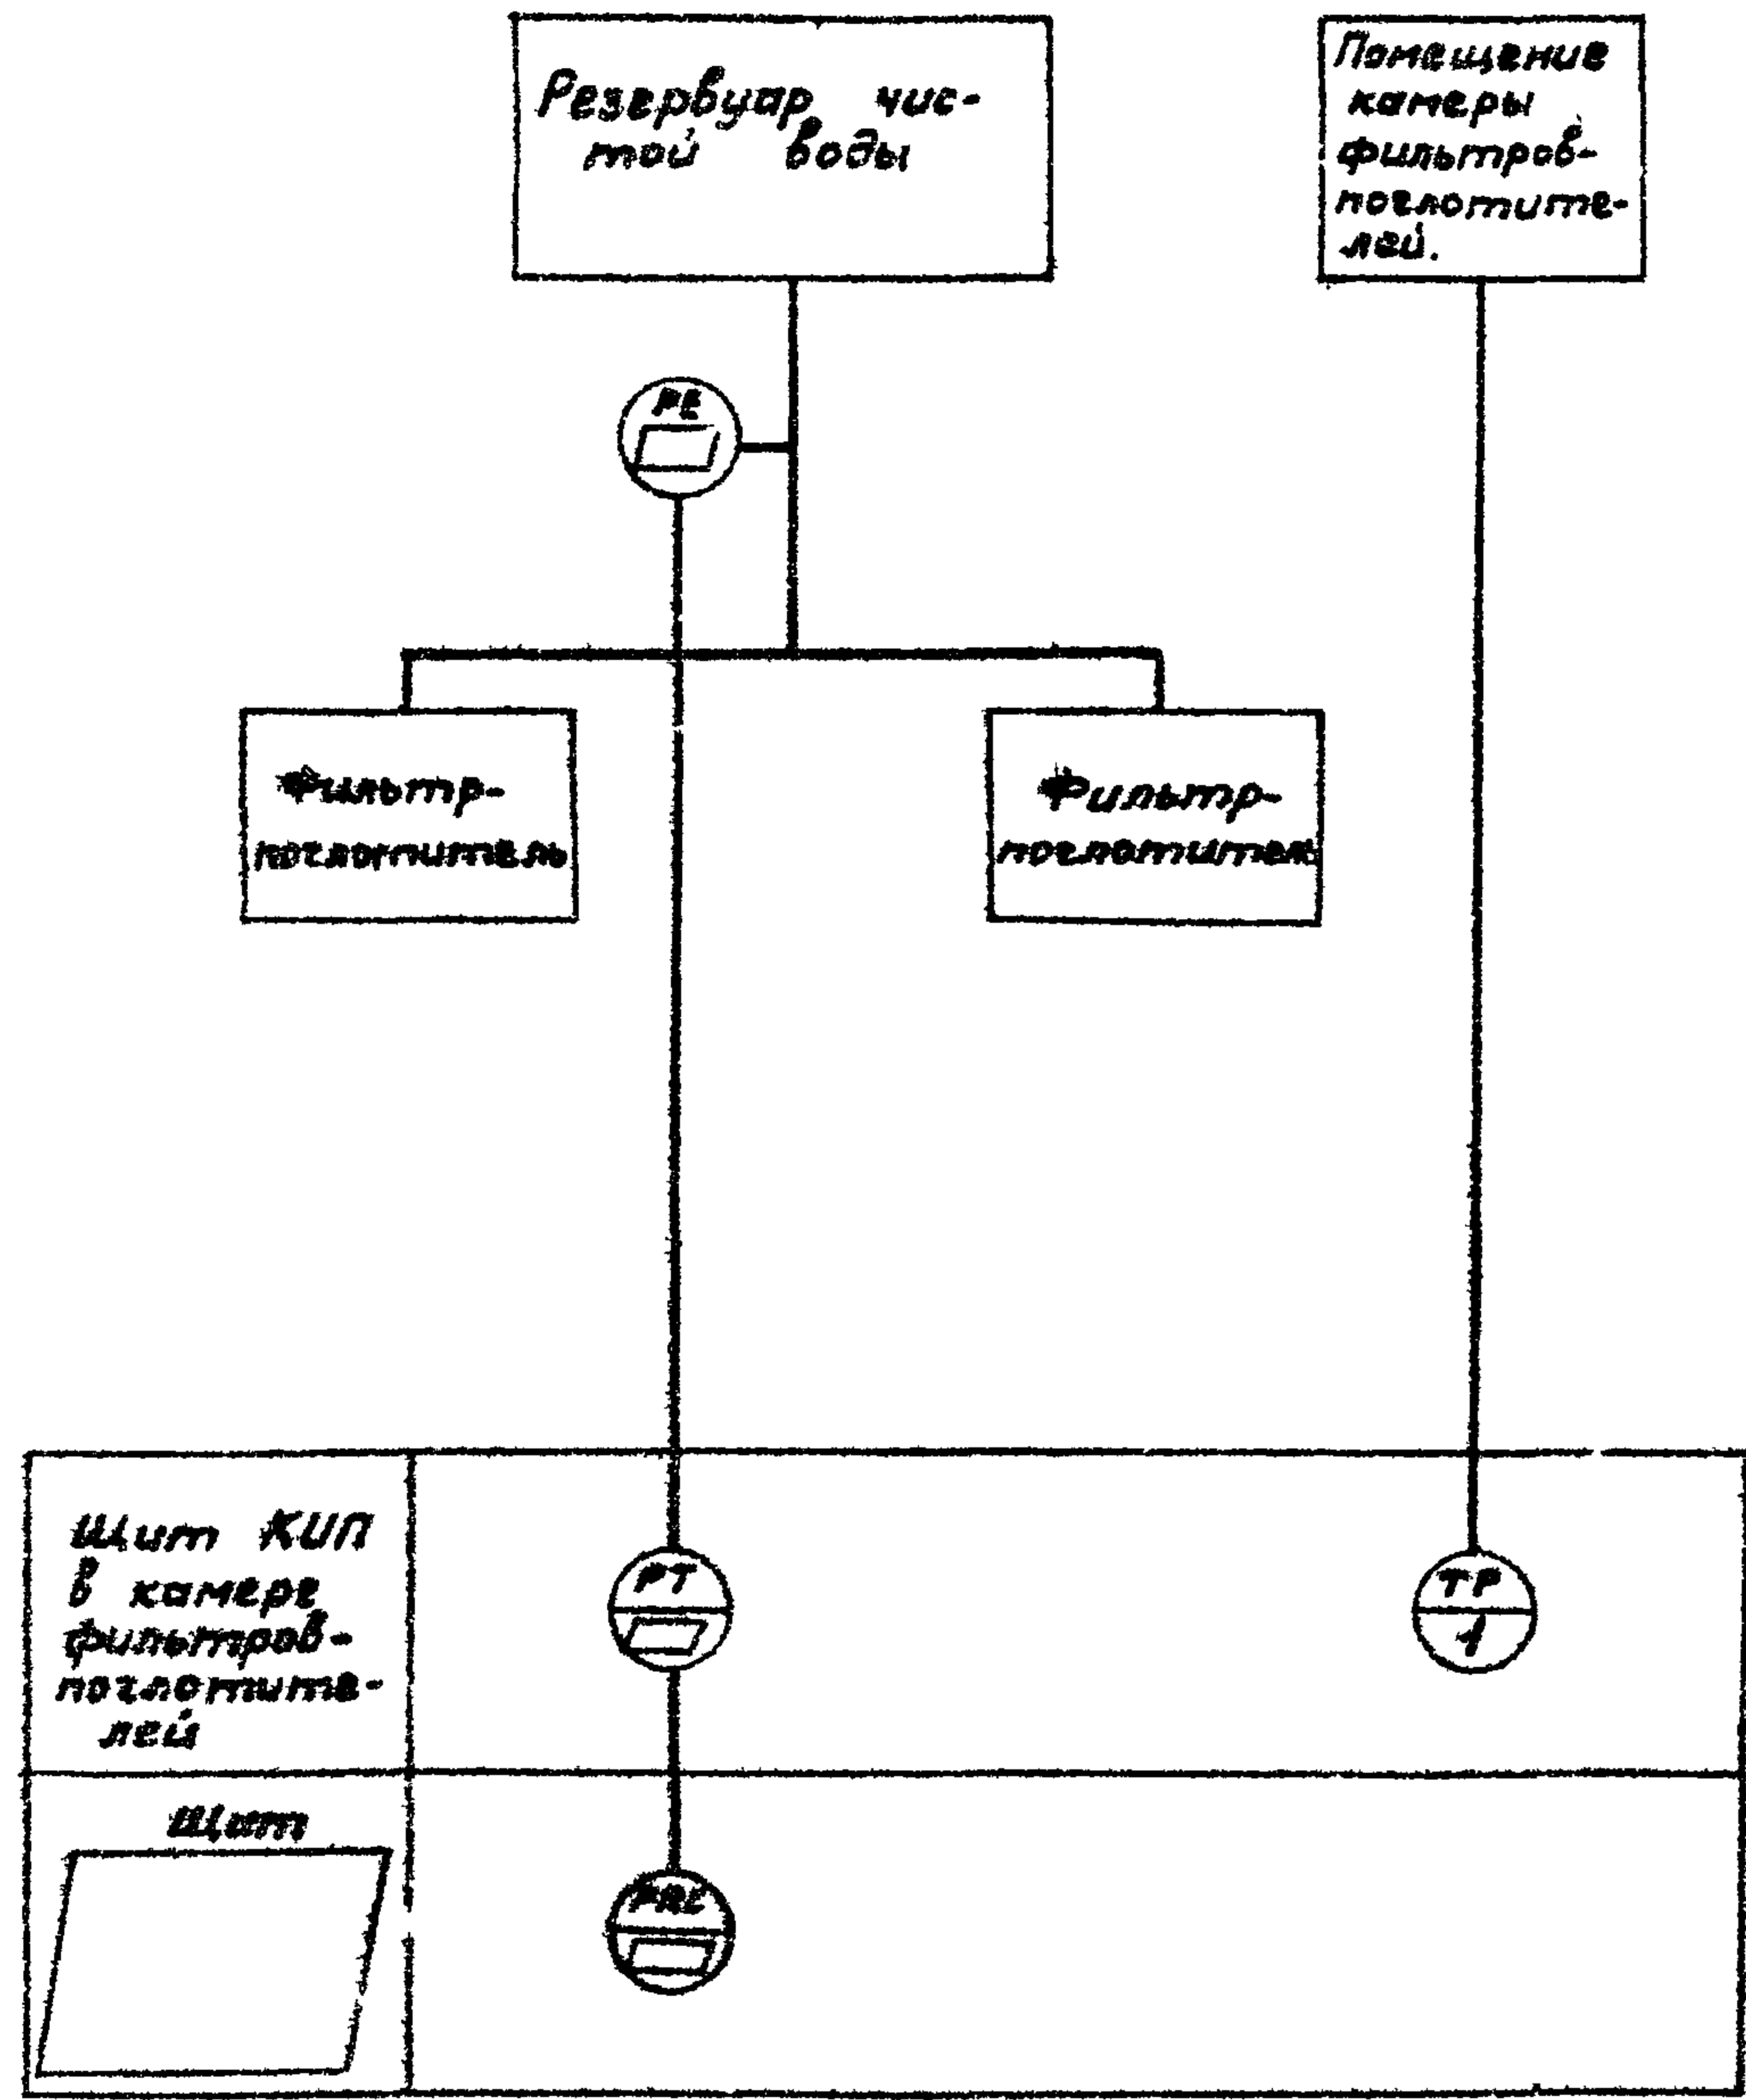 Резервуар чис-
той воды
Помещение
камеры
фильтров-
поглотите-
лей.
PE
Фильтр-
поглотитель
Фильтр-
поглотитель
Щит КИП
в камере
фильтров-
поглотите-
лей
PT
TP
1
Щит